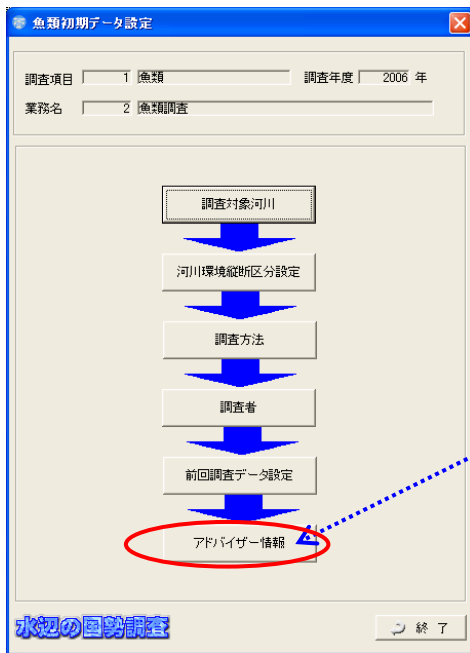 魚類初期データ設定
調査項目 1 魚類 調査年度 2006 年
業務名 2 魚類調査
調査対象河川
河川環境縦断区分設定
調査方法
調査者
前回調査データ設定
アドバイザー情報
水辺の国勢調査 終 了